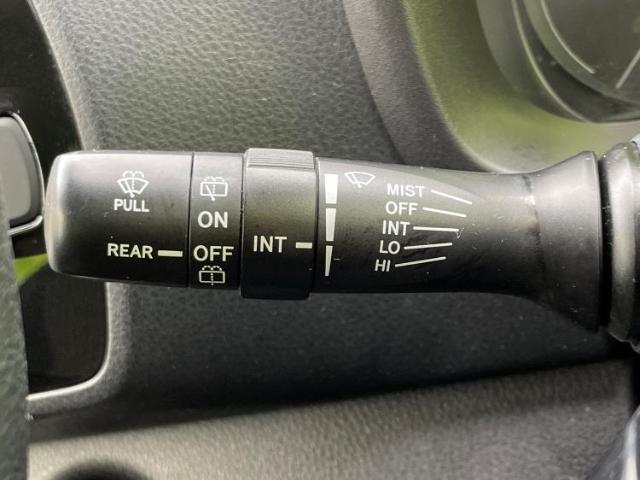 PULL
REAR
ON
OFF
INT
MIST
OFF
INT
LO
HI